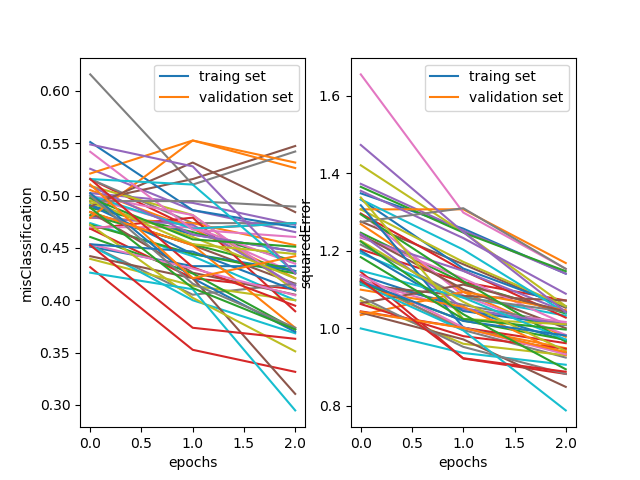 misClassification
0.60
0.55
0.50
0.45
0.40
0.35
0.30
0.0 0.5 1.0 1.5 2.0
epochs
traing set
validation set
squaredError
1.6
1.4
1.2
1.0
0.8
0.0 0.5 1.0 1.5 2.0
epochs
traing set
validation set